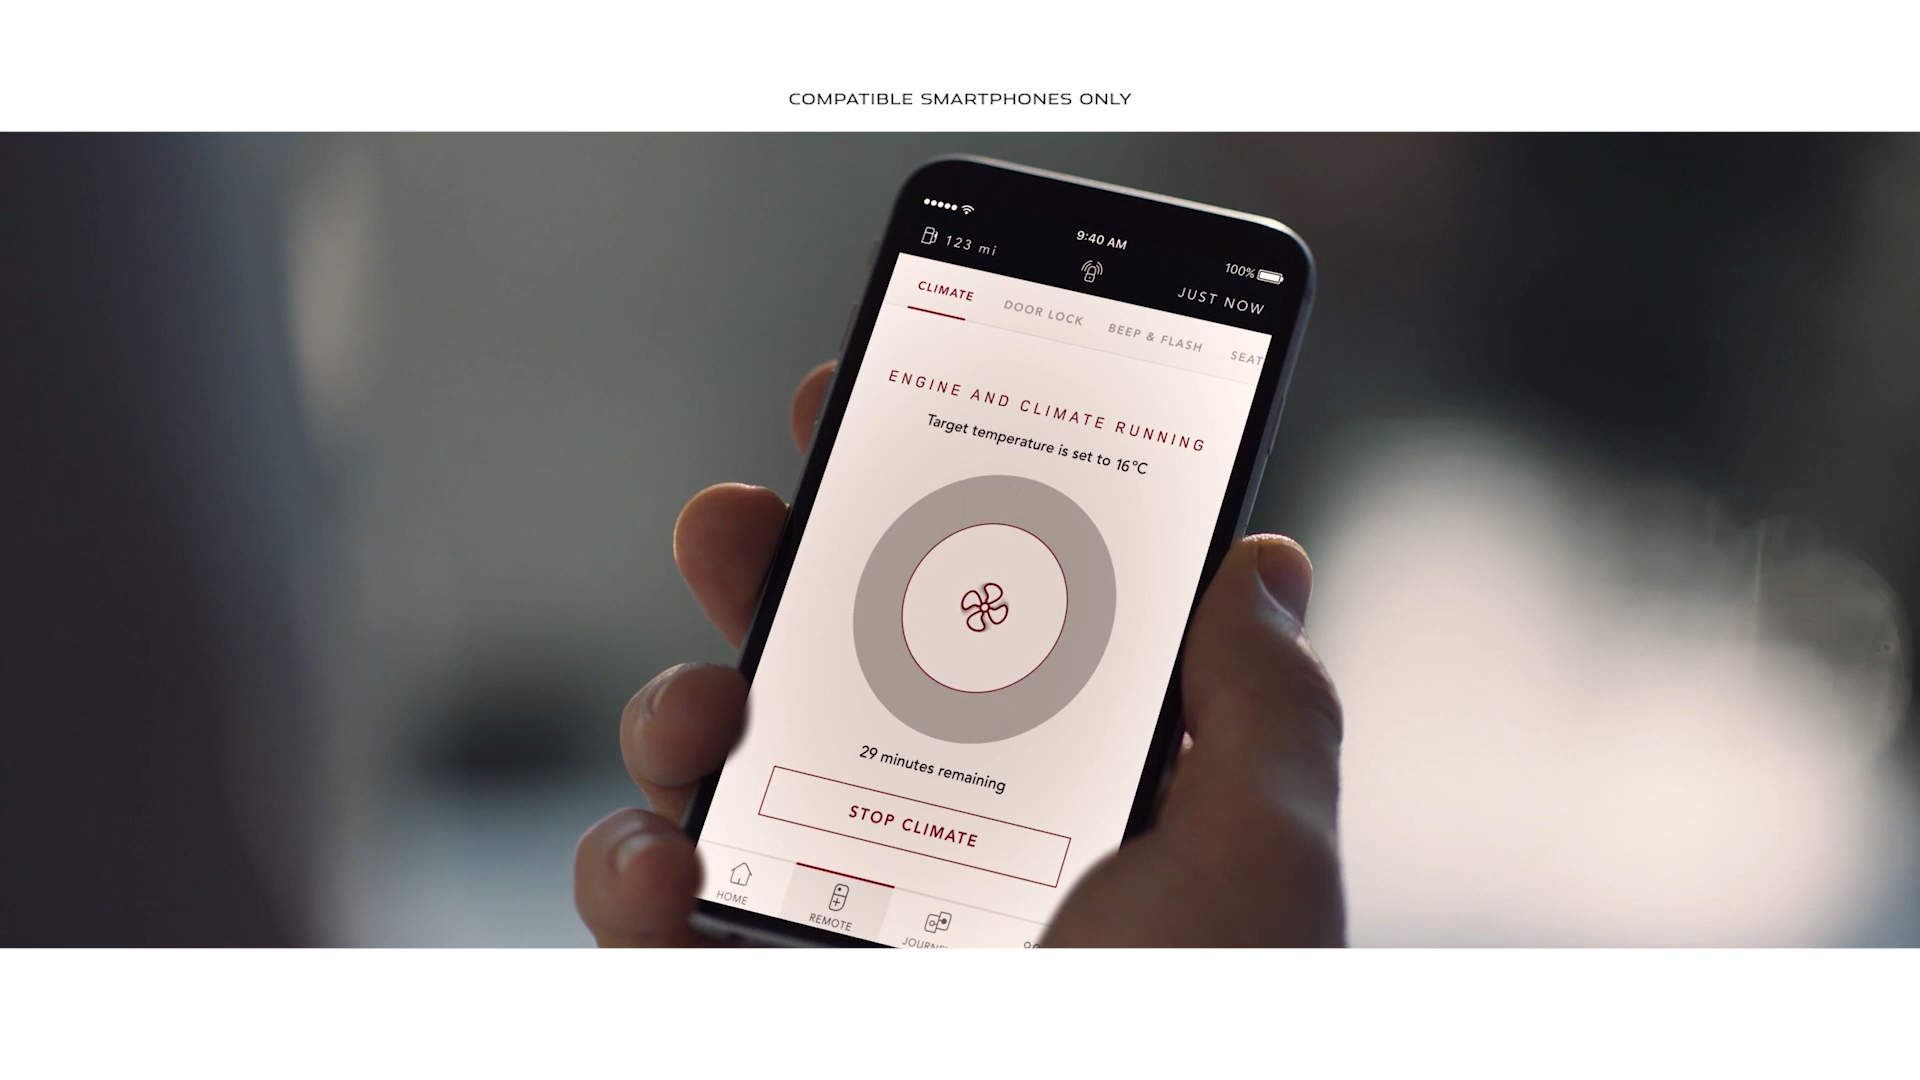 COMPATIBLE SMARTPHONES ONLY
9:40 AM
100%
123 mi
JUST NOW
CLIMATE
DOOR LOCK
BEEP & FLASH
SEAT
ENGINE AND CLIMATE RUNNING
Target temperature is set to 16°C
29 minutes remaining
STOP CLIMATE
HOME
REMOTE